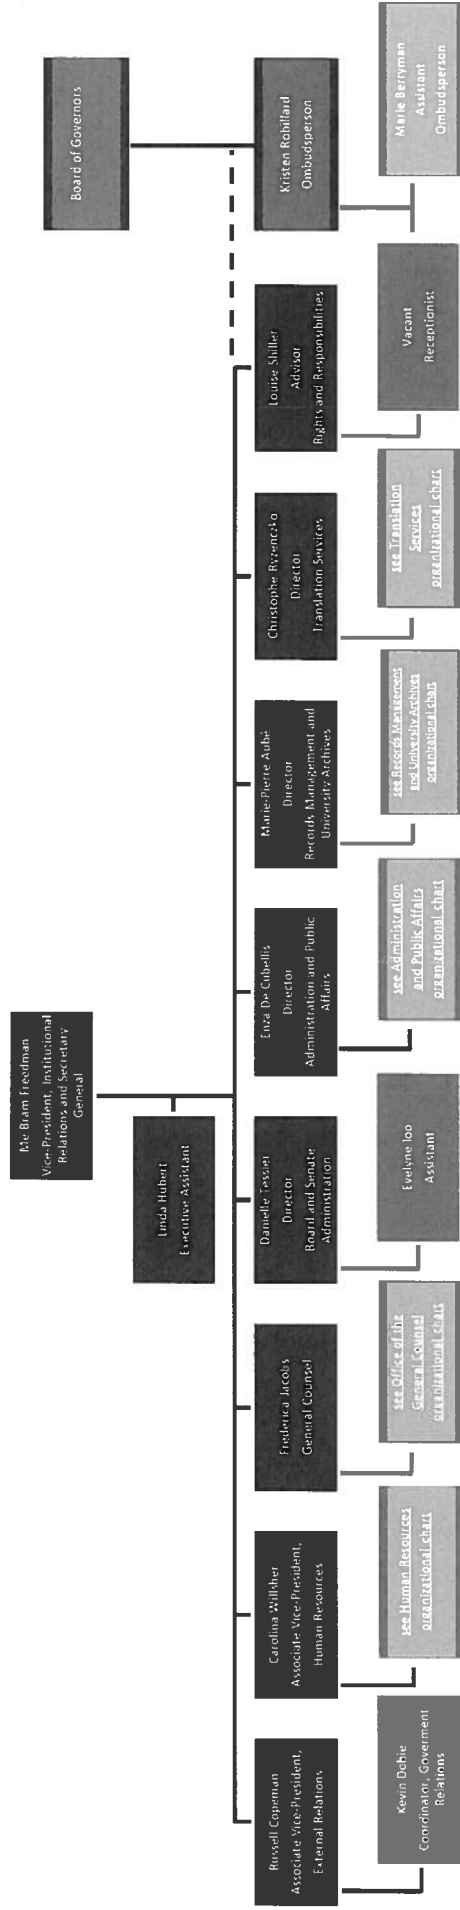 Me Bram Freedman
Vice-President, Institutional
Relations and Secretary
General
Board of Governors
Linda Hubert
Executive Assistant
Russell Copeman
Associate Vice-President,
External Relations
Carolina Willsher
Associate Vice-President,
Human Resources
Frederica Jacobs
General Counsel
Danielle Tessier
Director
Board and Senate
Administration
Enza De Cubellis
Director
Administration and Public
Affairs
Marie-Pierre Aubé
Director
Records Management and
University Archives
Christophe Ryzenczko
Director
Translation Services
Louise Shiller
Advisor
Rights and Responsibilities
Kristen Robillard
Ombudsperson
Kevin Dobie
Coordinator, Goverment
Relations
see Human Resources
organizational chart
see Office of the
General Counsel
organizational chart
Evelyne Ioo
Assistant
see Administration
and Public Affairs
organizational chart
see Records Management
and University Archives
organizational chart
see Translation
Services
organizational chart
Vacant
Receptionist
Marie Berryman
Assistant
Ombudsperson